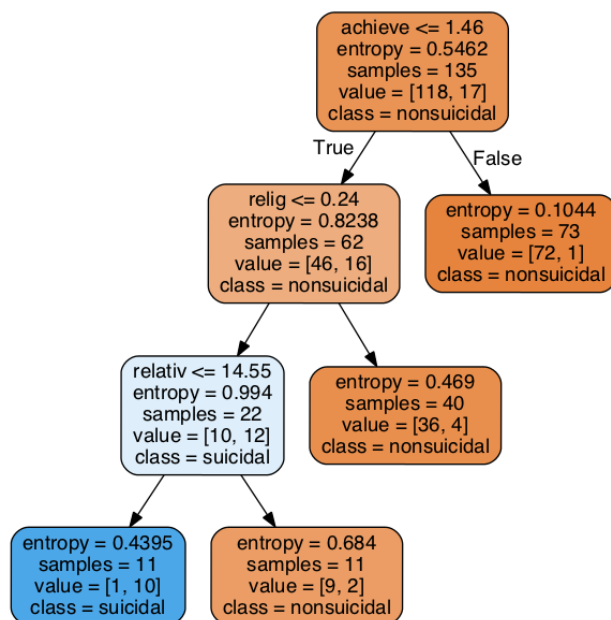 achieve <= 1.46
entropy = 0.5462
samples = 135
value = [118, 17]
class = nonsuicidal
True
False
relig <= 0.24
entropy = 0.8238
samples = 62
value = [46, 16]
class = nonsuicidal
entropy = 0.1044
samples = 73
value = [72, 1]
class = nonsuicidal
relativ <= 14.55
entropy = 0.994
samples = 22
value = [10, 12]
class = suicidal
entropy = 0.469
samples = 40
value = [36, 4]
class = nonsuicidal
entropy = 0.4395
samples = 11
value = [1, 10]
class = suicidal
entropy = 0.684
samples = 11
value = [9, 2]
class = nonsuicidal